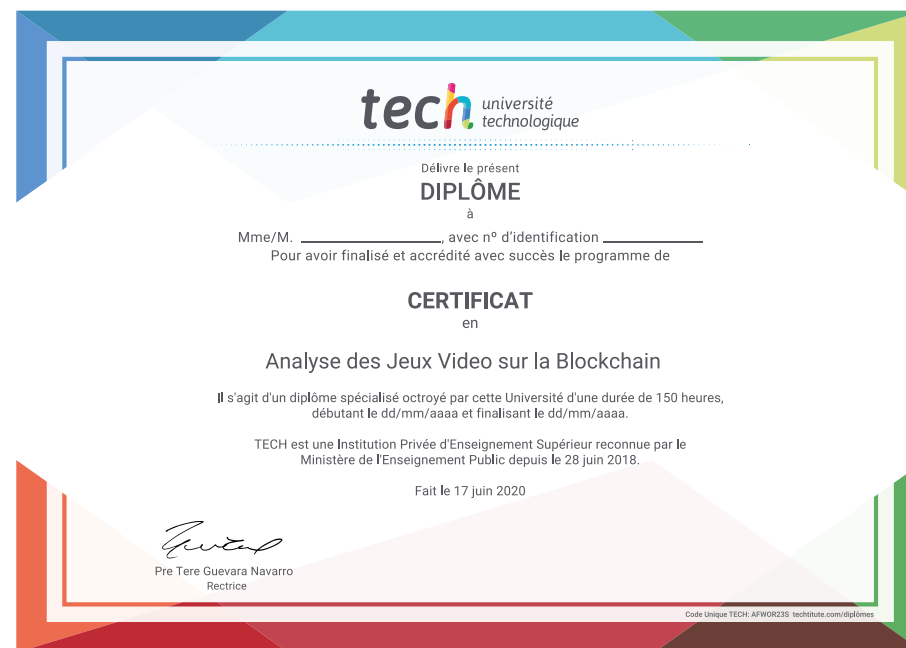 tech université
technologique
Délivre le présent
DIPLÔME
à
Mme/M. ____________________, avec nº d'identification ______________
Pour avoir finalisé et accrédité avec succès le programme de
CERTIFICAT
en
Analyse des Jeux Video sur la Blockchain
Il s'agit d'un diplôme spécialisé octroyé par cette Université d'une durée de 150 heures,
débutant le dd/mm/aaaa et finalisant le dd/mm/aaaa.
TECH est une Institution Privée d'Enseignement Supérieur reconnue par le
Ministère de l'Enseignement Public depuis le 28 juin 2018.
Fait le 17 juin 2020
Pre Tere Guevara Navarro
Rectrice
Code Unique TECH: AFWOR23S techtitute.com/diplômes